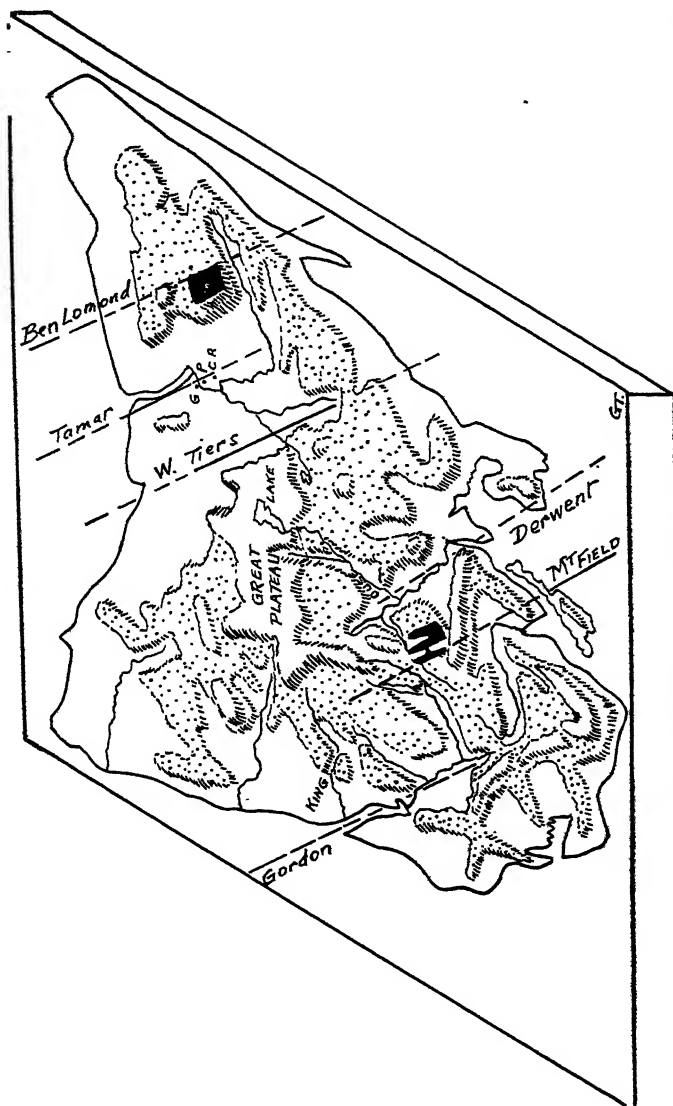 Ben Lomond
Tamar
W. Tiers
LAKE
GREAT
PLATEAU
GT.
Derwent
MT FIELD
KING
Gordon